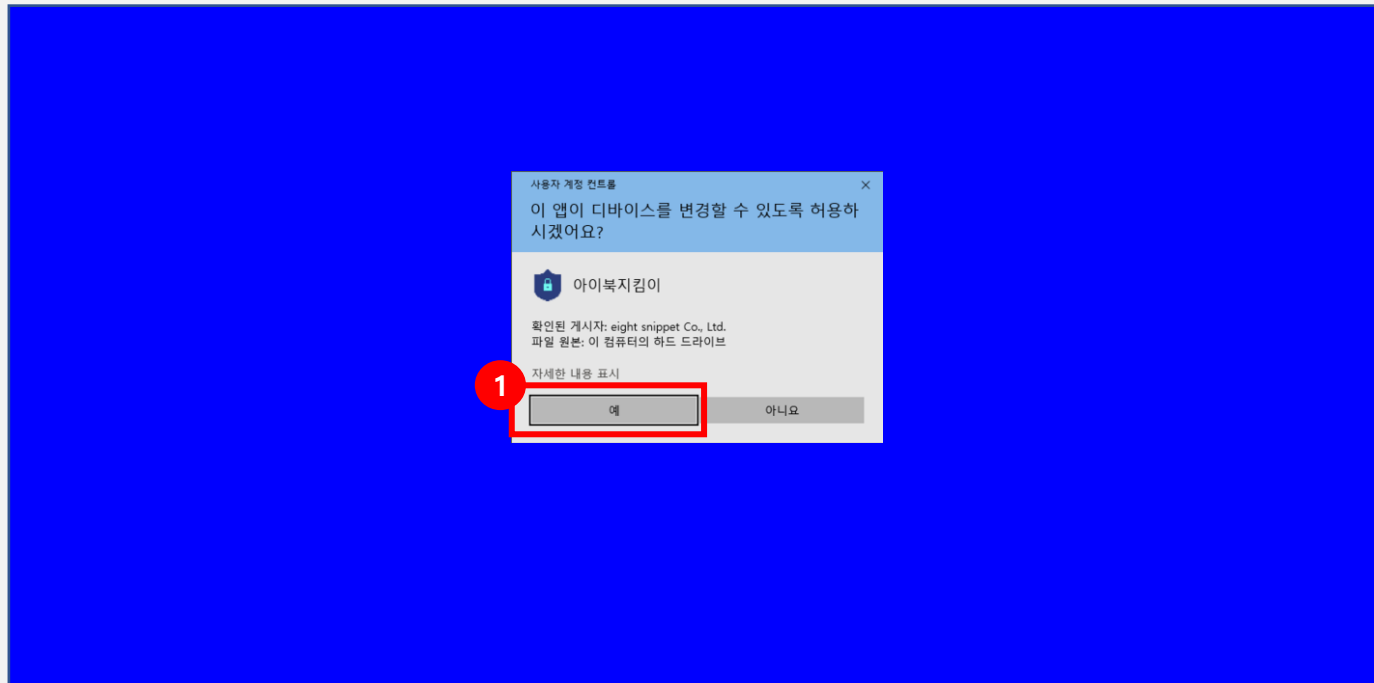 사용자 계정 컨트롤
이 앱이 디바이스를 변경할 수 있도록 허용하
시겠어요?
아이북지킴이
확인된 게시자: eight snippet Co., Ltd.
파일 원본: 이 컴퓨터의 하드 드라이브
자세한 내용 표시
1
예 아니요